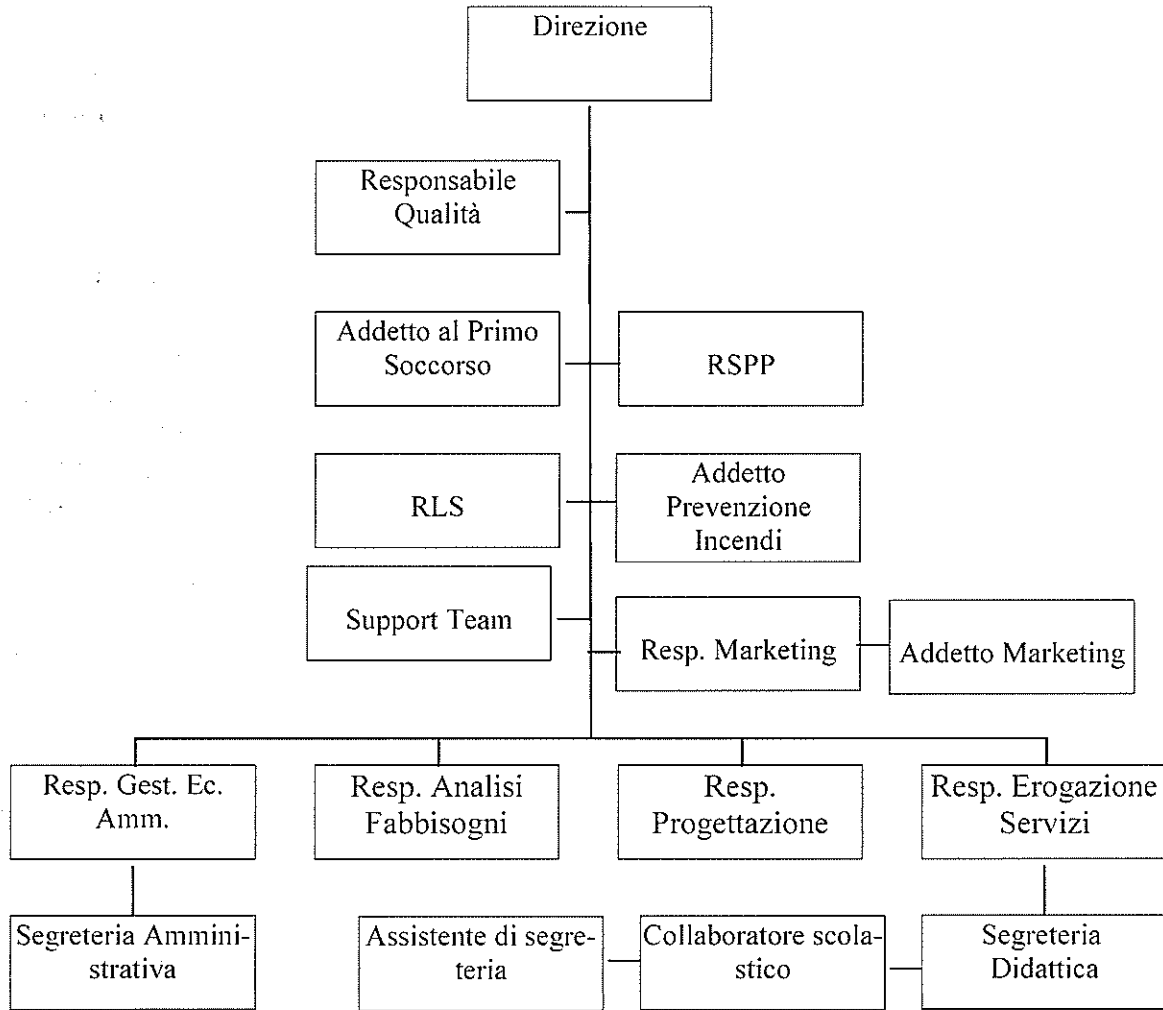 Direzione
Responsabile
Qualità
Addetto al Primo
Soccorso
RSPP
RLS
Addetto
Prevenzione
Incendi
Support Team
Resp. Marketing
Addetto Marketing
Resp. Gest. Ec.
Amm.
Resp. Analisi
Fabbisogni
Resp.
Progettazione
Resp. Erogazione
Servizi
Segreteria Ammini-
strativa
Assistente di segre-
teria
Collaboratore scola-
stico
Segreteria
Didattica